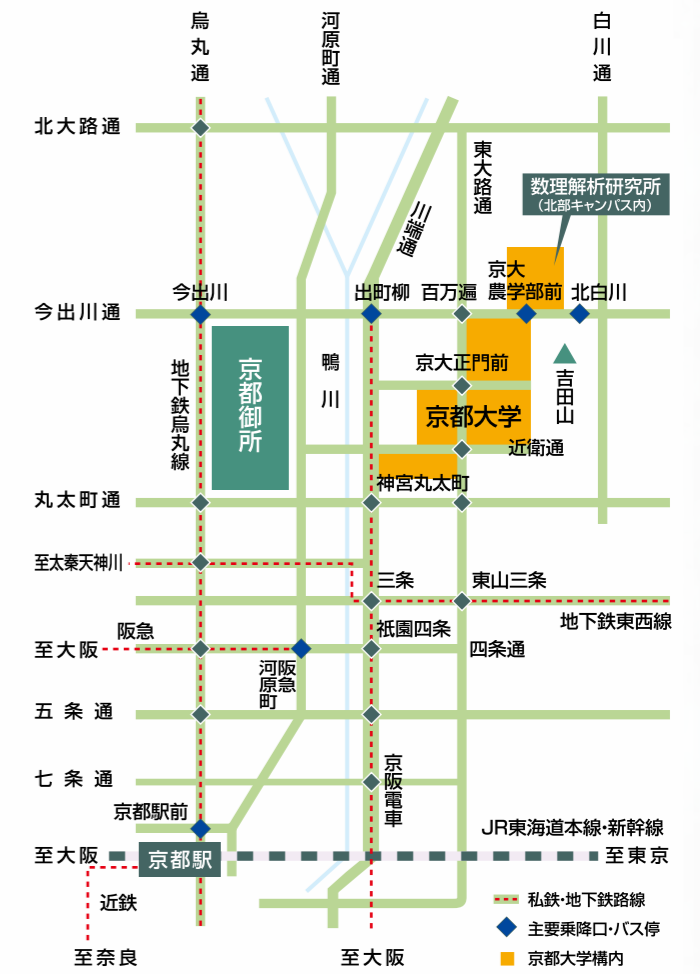 烏丸通
河原町通
白川通
北大路通
東大路通
川端通
数理解析研究所
（北部キャンパス内）
京大
農学部前
今出川
出町柳
百万遍
北白川
今出川通
地下鉄烏丸線
京都御所
鴨川
京大正門前
吉田山
京都大学
近衛通
神宮丸太町
丸太町通
至太秦天神川
三条
東山三条
地下鉄東西線
阪急
祇園四条
至大阪
四条通
阪急
河原町
五条通
七条通
京阪電車
京都駅前
JR東海道本線・新幹線
至大阪
京都駅
至東京
近鉄
私鉄・地下鉄路線
主要乗降口・バス停
京都大学構内
至奈良
至大阪